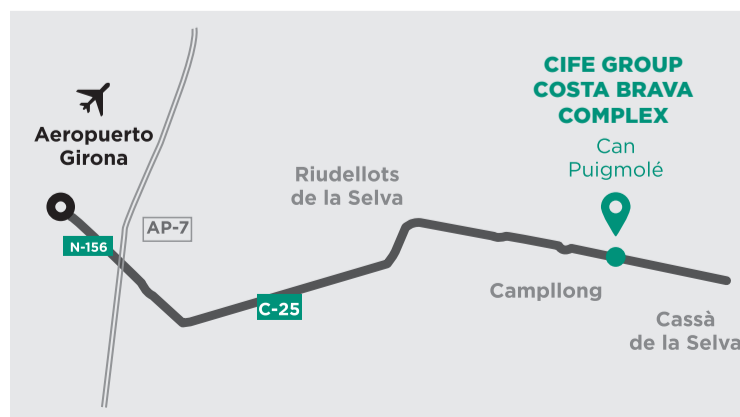 CIFE GROUP
COSTA BRAVA
COMPLEX
Can
Puigmolé
Aeropuerto
Girona
Riudellots
de la Selva
AP-7
N-156
C-25
Campllong
Cassà
de la Selva